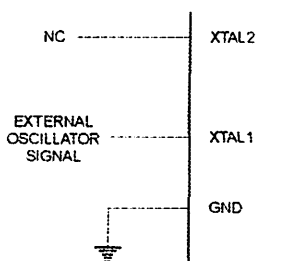 NC XTAL2
EXTERNAL
OSCILLATOR XTAL1
SIGNAL
GND